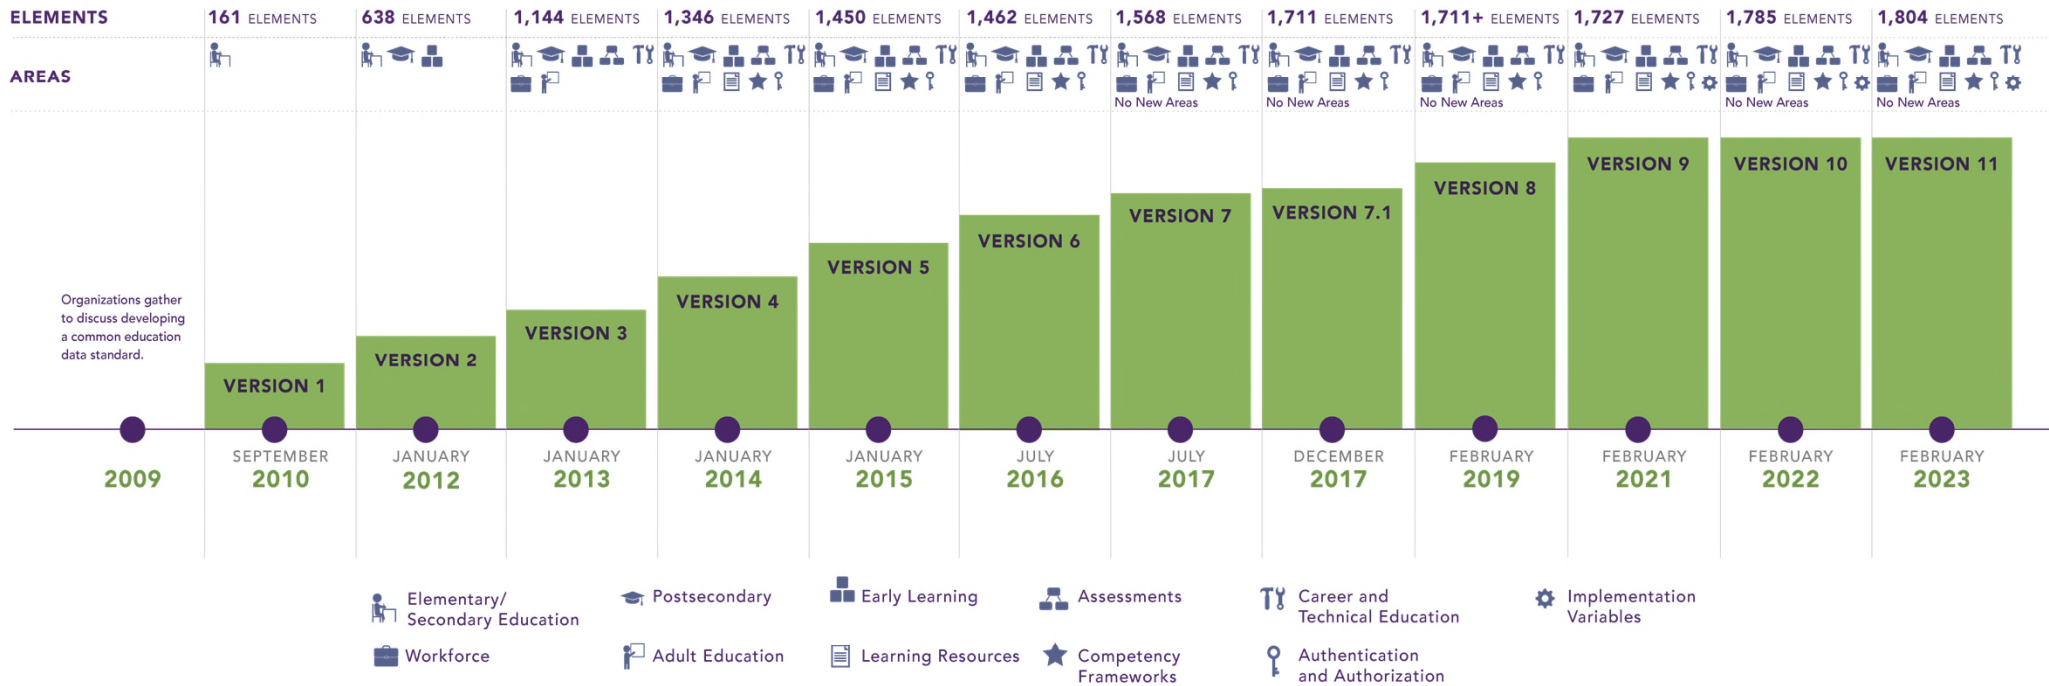 ELEMENTS
161 ELEMENTS
638 ELEMENTS
1,144 ELEMENTS
1,346 ELEMENTS
1,450 ELEMENTS
1,462 ELEMENTS
1,568 ELEMENTS
1,711 ELEMENTS
1,711+ ELEMENTS
1,727 ELEMENTS
1,785 ELEMENTS
1,804 ELEMENTS
AREAS
No New Areas
No New Areas
No New Areas
No New Areas
No New Areas
Organizations gather
to discuss developing
a common education
data standard.
VERSION 1
VERSION 2
VERSION 3
VERSION 4
VERSION 5
VERSION 6
VERSION 7
VERSION 7.1
VERSION 8
VERSION 9
VERSION 10
VERSION 11
2009
SEPTEMBER
2010
JANUARY
2012
JANUARY
2013
JANUARY
2014
JANUARY
2015
JULY
2016
JULY
2017
DECEMBER
2017
FEBRUARY
2019
FEBRUARY
2021
FEBRUARY
2022
FEBRUARY
2023
Elementary/
Secondary Education
Postsecondary
Early Learning
Assessments
Career and
Technical Education
Implementation
Variables
Workforce
Adult Education
Learning Resources
Competency
Frameworks
Authentication
and Authorization